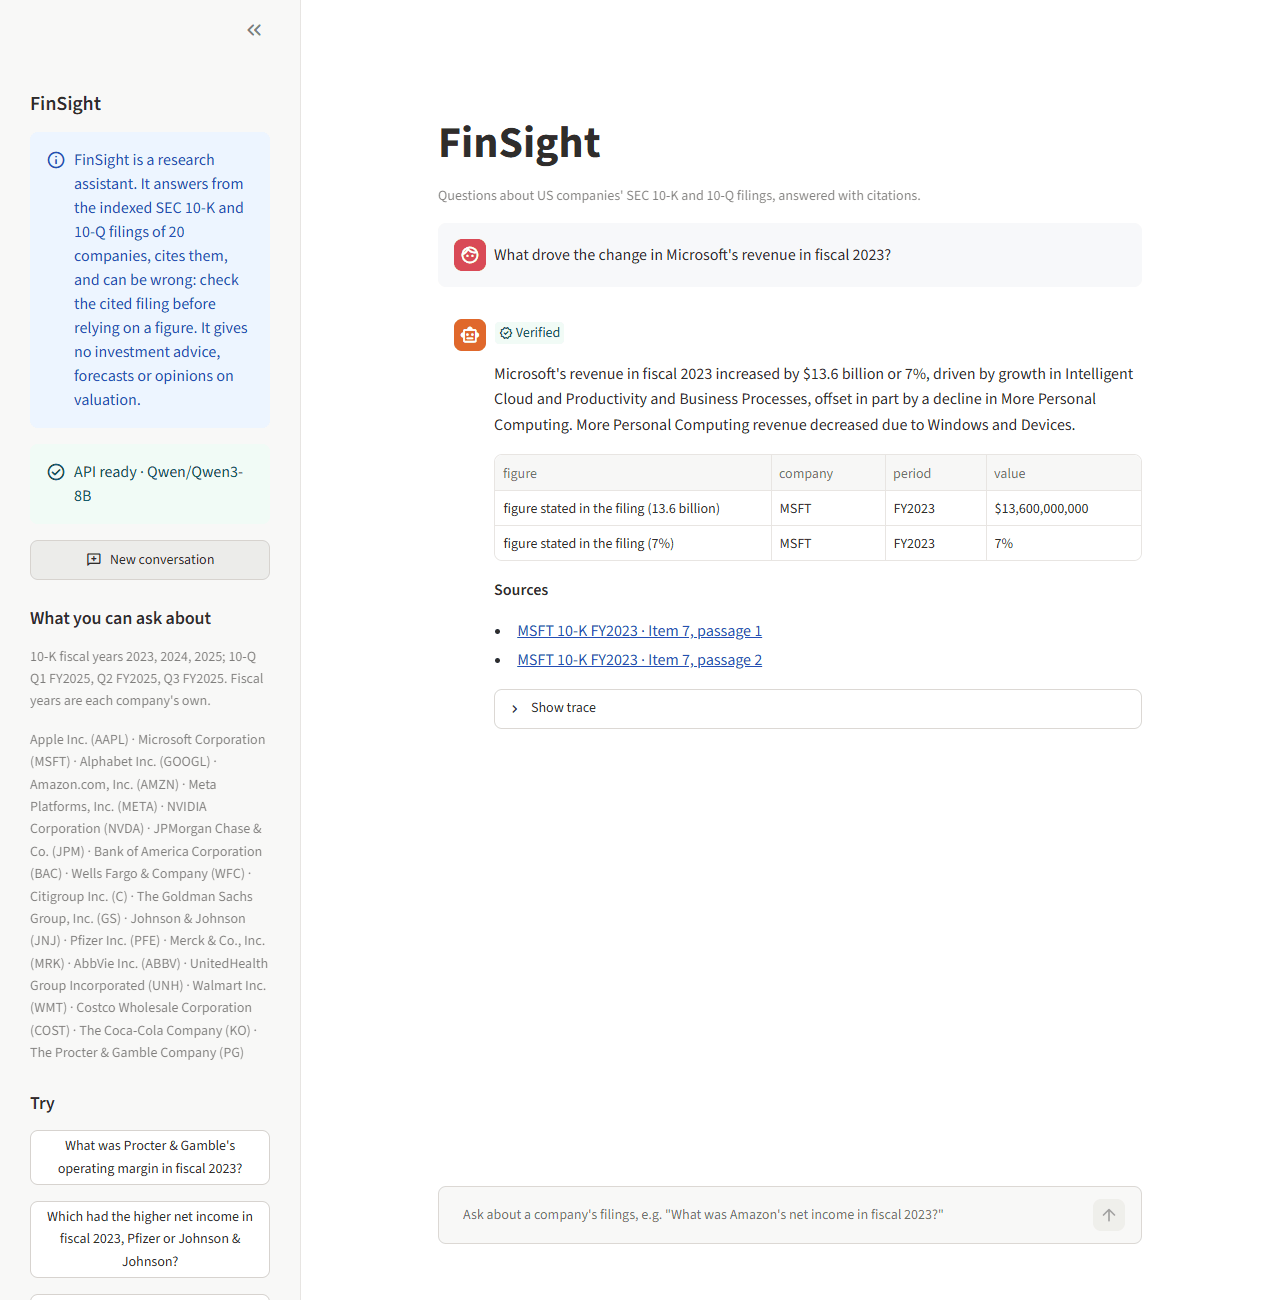 FinSight
FinSight is a research
assistant. It answers from
the indexed SEC 10-K and
10-Q filings of 20
companies, cites them,
and can be wrong: check
the cited filing before
relying on a figure. It gives
no investment advice,
forecasts or opinions on
valuation.
API ready · Qwen/Qwen3-
8B
New conversation
What you can ask about
10-K fiscal years 2023, 2024, 2025; 10-Q
Q1 FY2025, Q2 FY2025, Q3 FY2025. Fiscal
years are each company's own.
Apple Inc. (AAPL) · Microsoft Corporation
(MSFT) · Alphabet Inc. (GOOGL) ·
Amazon.com, Inc. (AMZN) · Meta
Platforms, Inc. (META) · NVIDIA
Corporation (NVDA) · JPMorgan Chase &
Co. (JPM) · Bank of America Corporation
(BAC) · Wells Fargo & Company (WFC) ·
Citigroup Inc. (C) · The Goldman Sachs
Group, Inc. (GS) · Johnson & Johnson
(JNJ) · Pfizer Inc. (PFE) · Merck & Co., Inc.
(MRK) · AbbVie Inc. (ABBV) · UnitedHealth
Group Incorporated (UNH) · Walmart Inc.
(WMT) · Costco Wholesale Corporation
(COST) · The Coca-Cola Company (KO) ·
The Procter & Gamble Company (PG)
Try
What was Procter & Gamble's
operating margin in fiscal 2023?
Which had the higher net income in
fiscal 2023, Pfizer or Johnson &
Johnson?
FinSight
Questions about US companies' SEC 10-K and 10-Q filings, answered with citations.
What drove the change in Microsoft's revenue in fiscal 2023?
Verified
Microsoft's revenue in fiscal 2023 increased by $13.6 billion or 7%, driven by growth in Intelligent
Cloud and Productivity and Business Processes, offset in part by a decline in More Personal
Computing. More Personal Computing revenue decreased due to Windows and Devices.
figure company period value
figure stated in the filing (13.6 billion) MSFT FY2023 $13,600,000,000
figure stated in the filing (7%) MSFT FY2023 7%
Sources
MSFT 10-K FY2023 · Item 7, passage 1
MSFT 10-K FY2023 · Item 7, passage 2
Show trace
Ask about a company's filings, e.g. "What was Amazon's net income in fiscal 2023?"